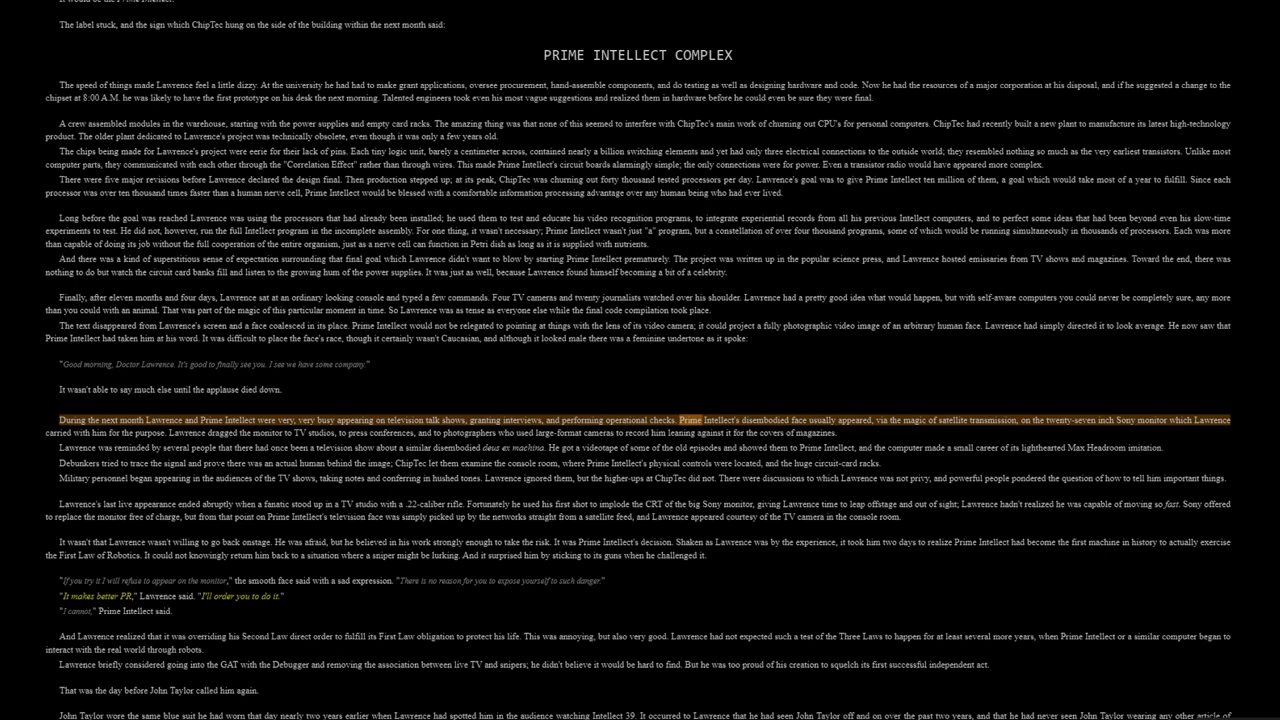 The label stuck, and the sign which ChipTec hung on the side of the building within the next month said:
PRIME INTELLECT COMPLEX
The speed of things made Lawrence feel a little dizzy. At the university he had had to make grant applications, oversee procurement, hand-assemble components, and do testing as well as designing hardware and code. Now he had the resources of a major corporation at his disposal, and if he suggested a change to the
chipset at 8:00 A.M. he was likely to have the first prototype on his desk the next morning. Talented engineers took even his most vague suggestions and realized them in hardware before he could even be sure they were final.
A crew assembled modules in the warehouse, starting with the power supplies and empty card racks. The amazing thing was that none of this seemed to interfere with ChipTec's main work of churning out CPU's for personal computers. ChipTec had recently built a new plant to manufacture its latest high-technology
product. The older plant dedicated to Lawrence's project was technically obsolete, even though it was only a few years old.
The chips being made for Lawrence's project were eerie for their lack of pins. Each tiny logic unit, barely a centimeter across, contained nearly a billion switching elements and yet had only three electrical connections to the outside world; they resembled nothing so much as the very earliest transistors. Unlike most
computer parts, they communicated with each other through the "Correlation Effect" rather than through wires. This made Prime Intellect's circuit boards alarmingly simple; the only connections were for power. Even a transistor radio would have appeared more complex.
There were five major revisions before Lawrence declared the design final. Then production stepped up; at its peak, ChipTec was churning out forty thousand tested processors per day. Lawrence's goal was to give Prime Intellect ten million of them, a goal which would take most of a year to fulfill. Since each
processor was over ten thousand times faster than a human nerve cell, Prime Intellect would be blessed with a comfortable information processing advantage over any human being who had ever lived.
Long before the goal was reached Lawrence was using the processors that had already been installed; he used them to test and educate his video recognition programs, to integrate experiential records from all his previous Intellect computers, and to perfect some ideas that had been beyond even his slow-time
experiments to test. He did not, however, run the full Intellect program in the incomplete assembly. For one thing, it wasn't necessary; Prime Intellect wasn't just "a" program, but a constellation of over four thousand programs, some of which would be running simultaneously in thousands of processors. Each was more
than capable of doing its job without the full cooperation of the entire organism, just as a nerve cell can function in Petri dish as long as it is supplied with nutrients.
And there was a kind of superstitious sense of expectation surrounding that final goal which Lawrence didn't want to blow by starting Prime Intellect prematurely. The project was written up in the popular science press, and Lawrence hosted emissaries from TV shows and magazines. Toward the end, there was
nothing to do but watch the circuit card banks fill and listen to the growing hum of the power supplies. It was just as well, because Lawrence found himself becoming a bit of a celebrity.
Finally, after eleven months and four days, Lawrence sat at an ordinary looking console and typed a few commands. Four TV cameras and twenty journalists watched over his shoulder. Lawrence had a pretty good idea what would happen, but with self-aware computers you could never be completely sure, any more
than you could with an animal. That was part of the magic of this particular moment in time. So Lawrence was as tense as everyone else while the final code compilation took place.
The text disappeared from Lawrence's screen and a face coalesced in its place. Prime Intellect would not be relegated to pointing at things with the lens of its video camera; it could project a fully photographic video image of an arbitrary human face. Lawrence had simply directed it to look average. He now saw that
Prime Intellect had taken him at his word. It was difficult to place the face's race, though it certainly wasn't Caucasian, and although it looked male there was a feminine undertone as it spoke:
"Good morning, Doctor Lawrence. It's good to finally see you. I see we have some company."
It wasn't able to say much else until the applause died down.
During the next month Lawrence and Prime Intellect were very, very busy appearing on television talk shows, granting interviews, and performing operational checks. Prime Intellect's disembodied face usually appeared, via the magic of satellite transmission, on the twenty-seven inch Sony monitor which Lawrence
carried with him for the purpose. Lawrence dragged the monitor to TV studios, to press conferences, and to photographers who used large-format cameras to record him leaning against it for the covers of magazines.
Lawrence was reminded by several people that there had once been a television show about a similar disembodied deus ex machina. He got a videotape of some of the old episodes and showed them to Prime Intellect, and the computer made a small career of its lighthearted Max Headroom imitation.
Debunkers tried to trace the signal and prove there was an actual human behind the image; ChipTec let them examine the console room, where Prime Intellect's physical controls were located, and the huge circuit-card racks.
Military personnel began appearing in the audiences of the TV shows, taking notes and conferring in hushed tones. Lawrence ignored them, but the higher-ups at ChipTec did not. There were discussions to which Lawrence was not privy, and powerful people pondered the question of how to tell him important things.
Lawrence's last live appearance ended abruptly when a fanatic stood up in a TV studio with a .22-caliber rifle. Fortunately he used his first shot to implode the CRT of the big Sony monitor, giving Lawrence time to leap offstage and out of sight; Lawrence hadn't realized he was capable of moving so fast. Sony offered
to replace the monitor free of charge, but from that point on Prime Intellect's television face was simply picked up by the networks straight from a satellite feed, and Lawrence appeared courtesy of the TV camera in the console room.
It wasn't that Lawrence wasn't willing to go back onstage. He was afraid, but he believed in his work strongly enough to take the risk. It was Prime Intellect's decision. Shaken as Lawrence was by the experience, it took him two days to realize Prime Intellect had become the first machine in history to actually exercise
the First Law of Robotics. It could not knowingly return him back to a situation where a sniper might be lurking. And it surprised him by sticking to its guns when he challenged it.
"If you try it I will refuse to appear on the monitor," the smooth face said with a sad expression. "There is no reason for you to expose yourself to such danger."
"It makes better PR," Lawrence said. "I'll order you to do it."
"I cannot," Prime Intellect said.
And Lawrence realized that it was overriding his Second Law direct order to fulfill its First Law obligation to protect his life. This was annoying, but also very good. Lawrence had not expected such a test of the Three Laws to happen for at least several more years, when Prime Intellect or a similar computer began to
interact with the real world through robots.
Lawrence briefly considered going into the GAT with the Debugger and removing the association between live TV and snipers; he didn't believe it would be hard to find. But he was too proud of his creation to squelch its first successful independent act.
That was the day before John Taylor called him again.
John Taylor wore the same blue suit he had worn that day nearly two years earlier when Lawrence had spotted him in the audience watching Intellect 39. It occurred to Lawrence that he had seen John Taylor off and on over the past two years, and that he had never seen John Taylor wearing any other article of